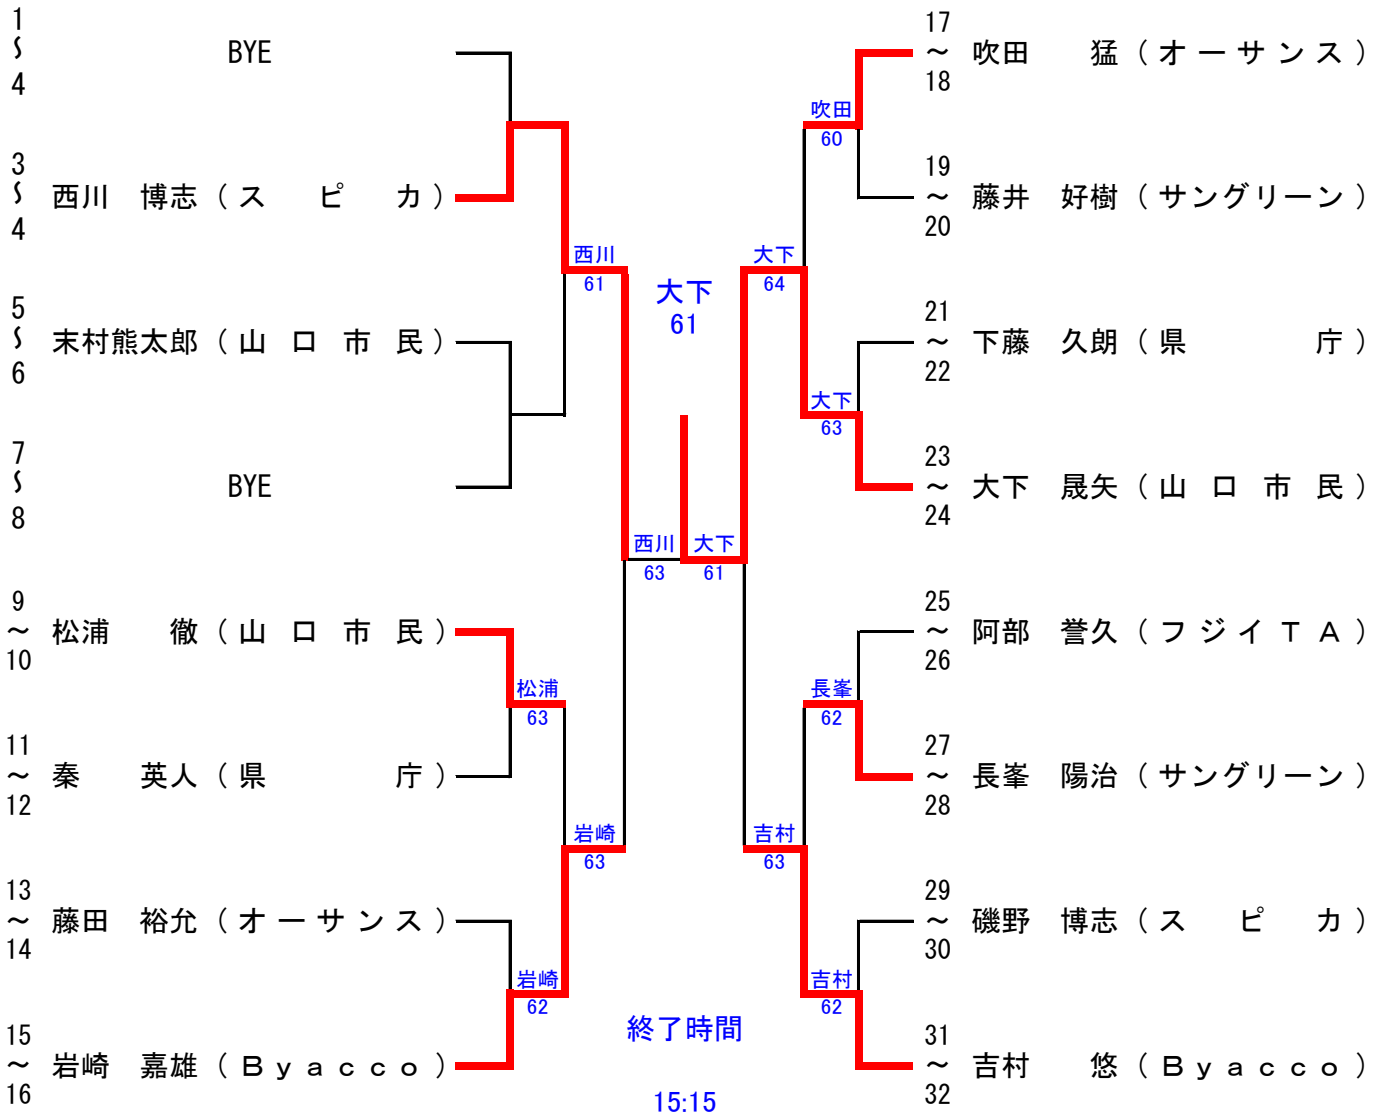 1
〜
4
BYE
3
〜
4
西川 博志 （ ス ピ カ ）
5
〜
6
末村熊太郎 （ 山 口 市 民 ）
7
〜
8
BYE
9
～
10
松浦 徹 （ 山 口 市 民 ）
11
～
12
秦 英人 （ 県 庁 ）
13
～
14
藤田 裕允 （ オ ー サ ン ス ）
15
～
16
岩崎 嘉雄 （ Ｂ ｙ ａ ｃ ｃ ｏ ）
西川
61
松浦
63
岩崎
63
岩崎
62
大下
61
西川
63
大下
61
終了時間
15:15
吹田
60
大下
64
大下
63
長峯
62
吉村
63
吉村
62
17
～
18
吹田 猛 （ オ ー サ ン ス ）
19
～
20
藤井 好樹 （ サングリーン ）
21
～
22
下藤 久朗 （ 県 庁 ）
23
～
24
大下 晟矢 （ 山 口 市 民 ）
25
～
26
阿部 誉久 （ フ ジ イ Ｔ Ａ ）
27
～
28
長峯 陽治 （ サングリーン ）
29
～
30
磯野 博志 （ ス ピ カ ）
31
～
32
吉村 悠 （ Ｂ ｙ ａ ｃ ｃ ｏ ）